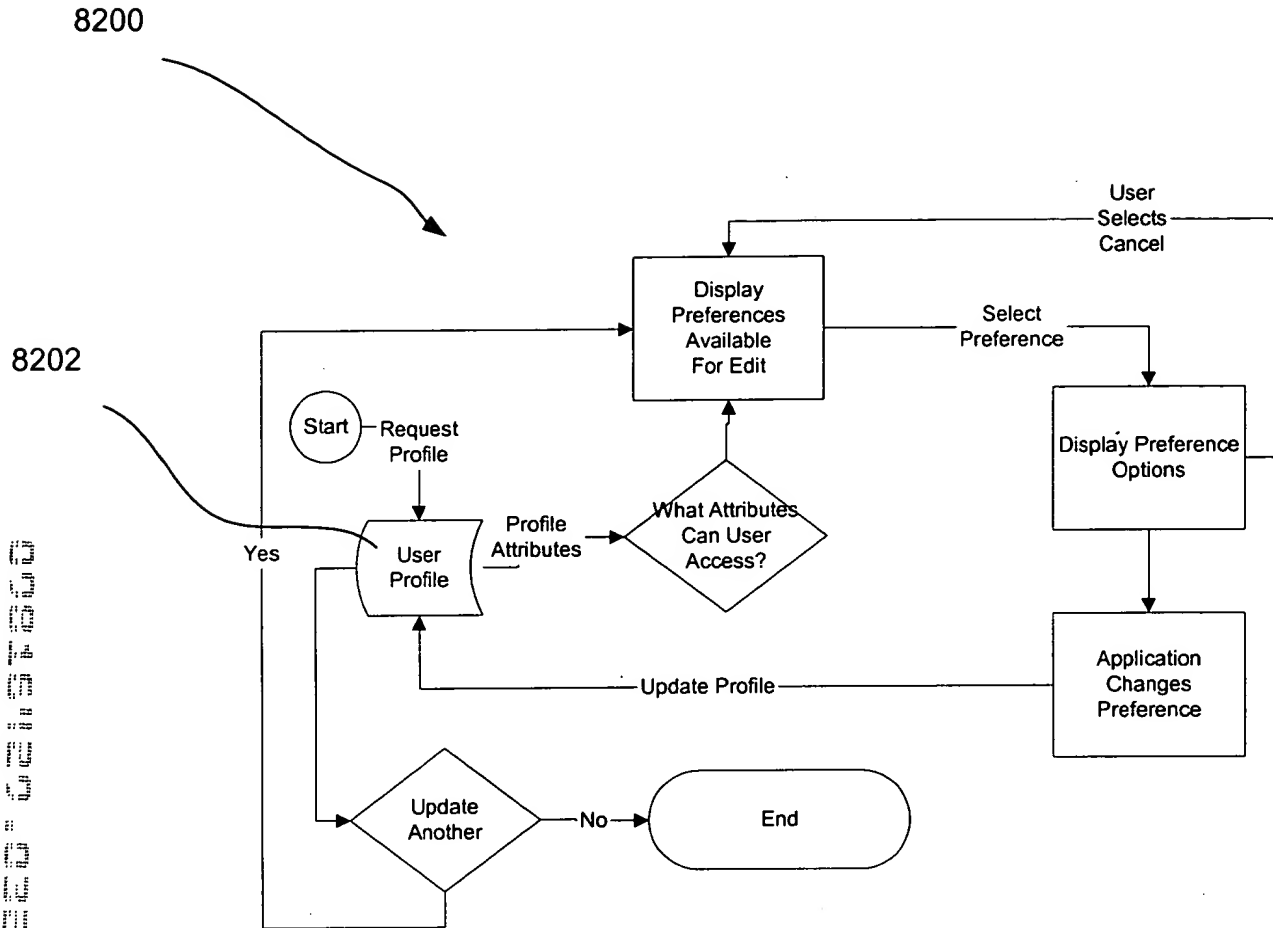 8200
User
Selects
Cancel
Display
Preferences
Available
For Edit
Select
Preference
8202
Start
Request
Profile
Display Preference
Options
What Attributes
Can User
Access?
Profile
Attributes
User
Profile
Yes
Application
Changes
Preference
Update Profile
Update
Another
No
End